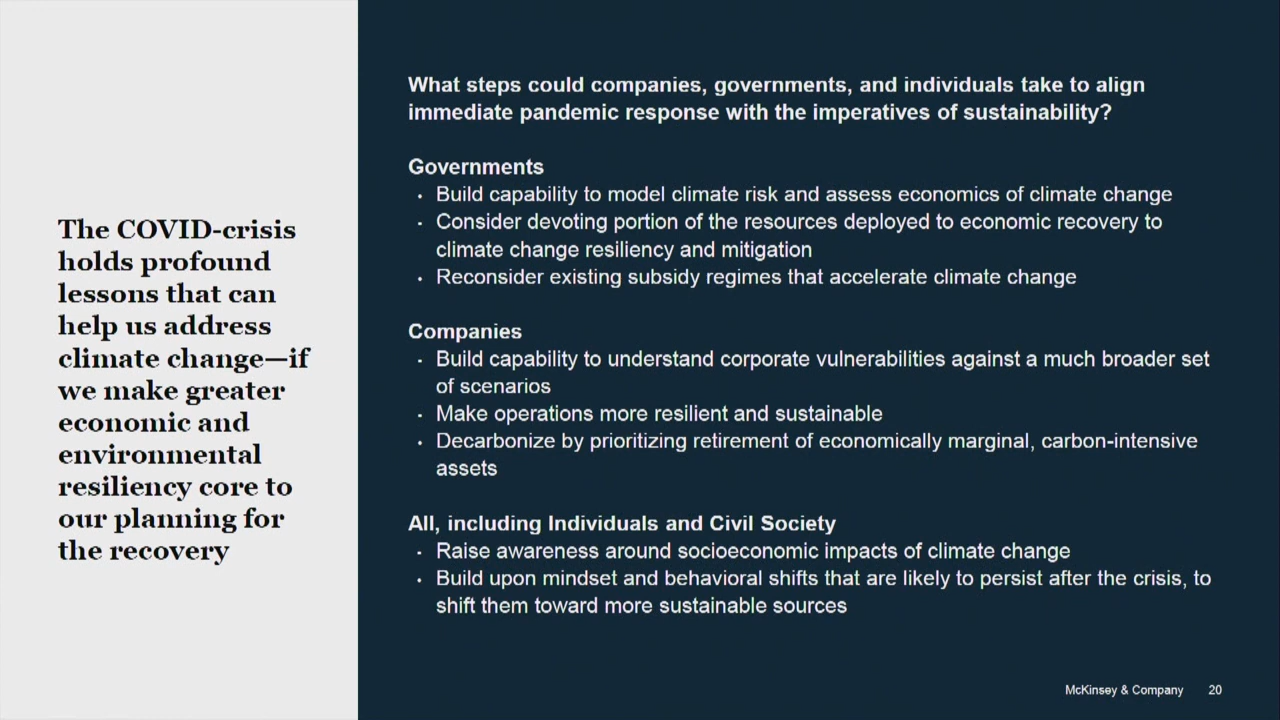 The COVID-crisis
holds profound
lessons that can
help us address
climate change—if
we make greater
economic and
environmental
resiliency core to
our planning for
the recovery
What steps could companies, governments, and individuals take to align
immediate pandemic response with the imperatives of sustainability?
Governments
• Build capability to model climate risk and assess economics of climate change
• Consider devoting portion of the resources deployed to economic recovery to
climate change resiliency and mitigation
• Reconsider existing subsidy regimes that accelerate climate change
Companies
• Build capability to understand corporate vulnerabilities against a much broader set
of scenarios
• Make operations more resilient and sustainable
• Decarbonize by prioritizing retirement of economically marginal, carbon-intensive
assets
All, including Individuals and Civil Society
• Raise awareness around socioeconomic impacts of climate change
• Build upon mindset and behavioral shifts that are likely to persist after the crisis, to
shift them toward more sustainable sources
McKinsey & Company 20